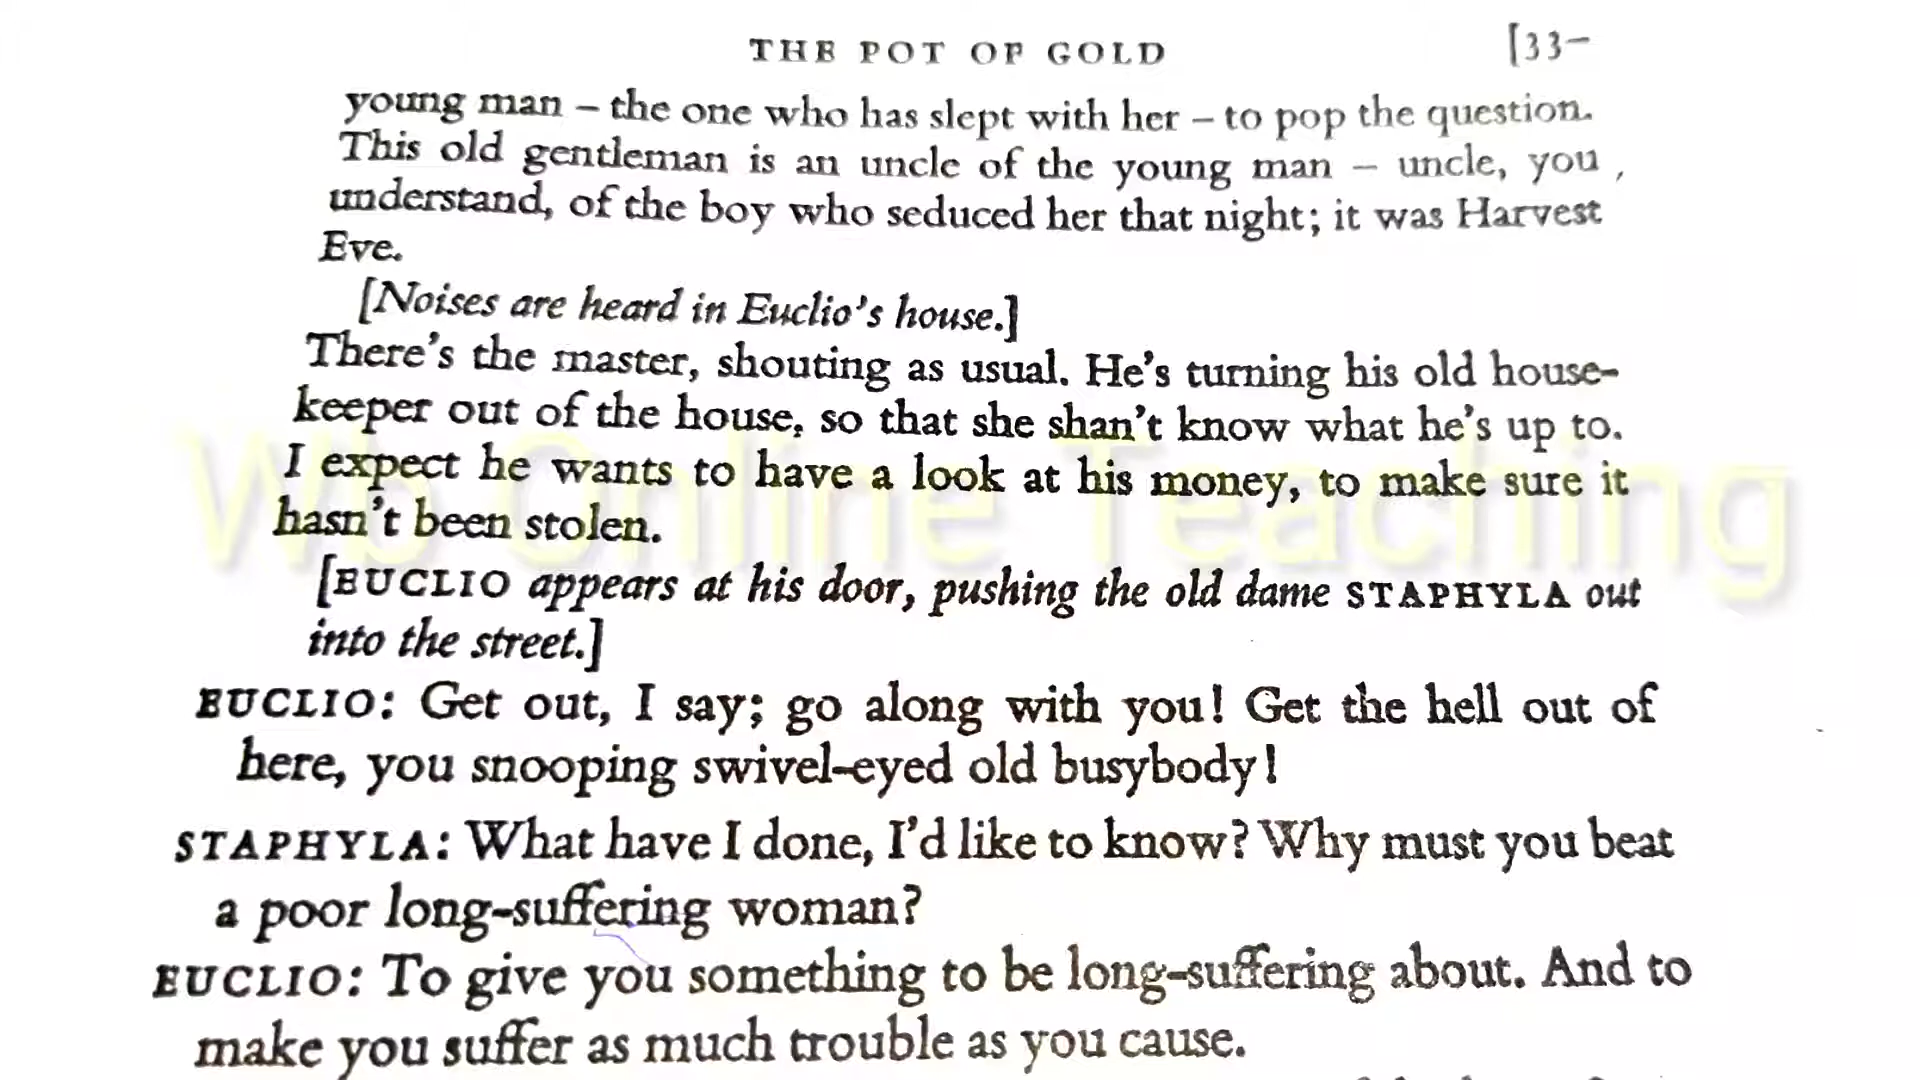 THE POT OF GOLD [33–
young man – the one who has slept with her – to pop the question.
This old gentleman is an uncle of the young man – uncle, you
understand, of the boy who seduced her that night; it was Harvest
Eve.
[Noises are heard in Euclio's house.]
There's the master, shouting as usual. He's turning his old house-
keeper out of the house, so that she shan't know what he's up to.
I expect he wants to have a look at his money, to make sure it
hasn't been stolen.
Wb Online Teaching
[EUCLIO appears at his door, pushing the old dame STAPHYLA out
into the street.]
EUCLIO: Get out, I say; go along with you! Get the hell out of
here, you snooping swivel-eyed old busybody!
STAPHYLA: What have I done, I'd like to know? Why must you beat
a poor long-suffering woman?
EUCLIO: To give you something to be long-suffering about. And to
make you suffer as much trouble as you cause.